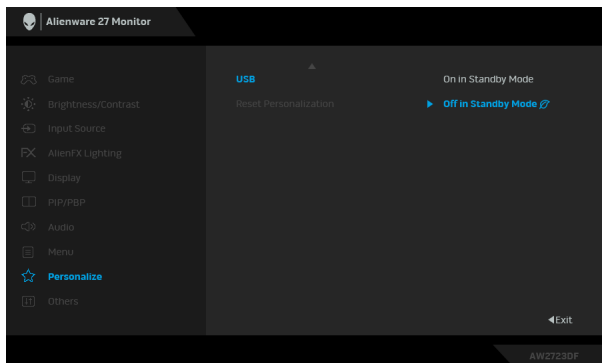 Alienware 27 Monitor
Game
Brightness/Contrast
Input Source
AlienFX Lighting
Display
PIP/PBP
Audio
Menu
Personalize
Others
USB
Reset Personalization
On in Standby Mode
Off in Standby Mode
Exit
AW2723DF